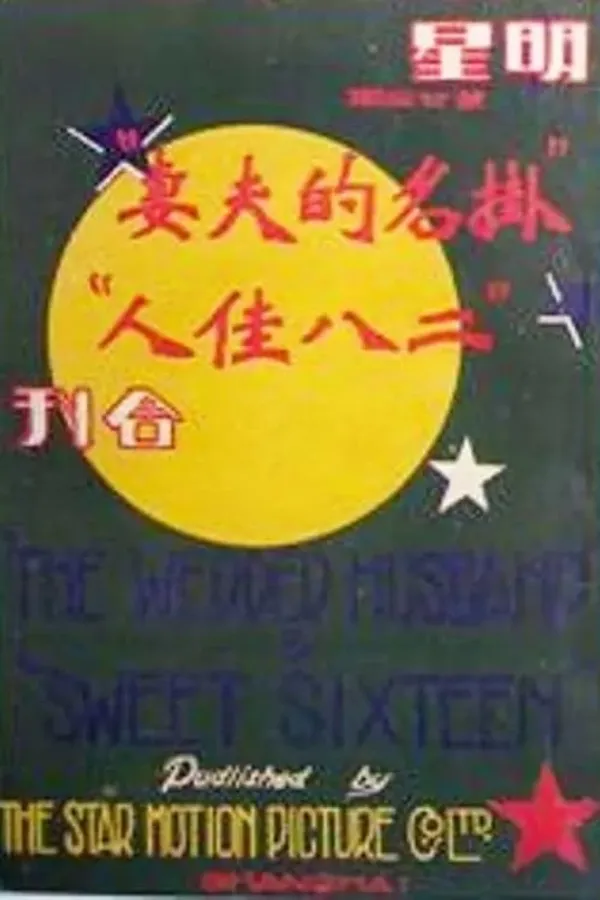 明星
"掛名的夫妻"
"二八佳人"
合刊
"THE WEDDED HUSBAND"
&
"SWEET SIXTEEN"
Published by
THE STAR MOTION PICTURE Co LTD
SHANGHAI